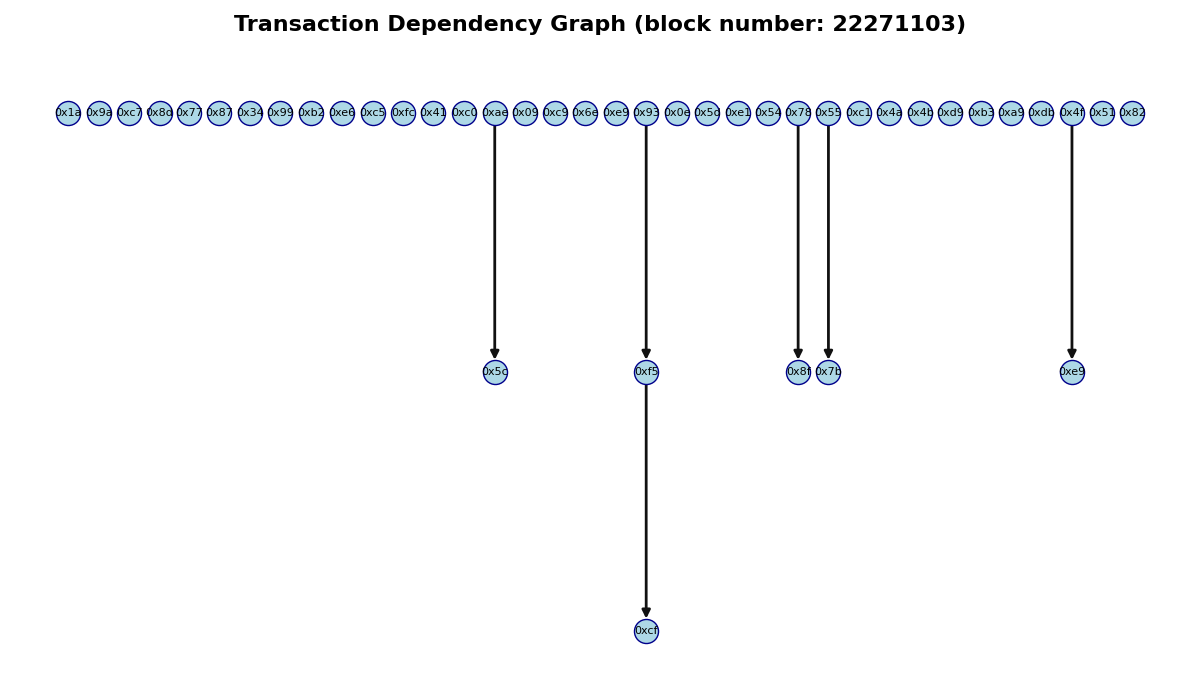 Transaction Dependency Graph (block number: 22271103)
0x1a 0x9a 0xc7 0x8d 0x77 0x87 0x34 0x99 0xb2 0xe6 0xc5 0xfc 0x41 0xc0 0xae 0x09 0xc9 0x6e 0xe9 0x93 0x0e 0x5d 0xe1 0x54 0x78 0x55 0xc1 0x4a 0x4b 0xd9 0xb3 0xa9 0xdb 0x4f 0x51 0x82
0x5c 0xf5 0x8f 0x7b 0xe9
0xcf